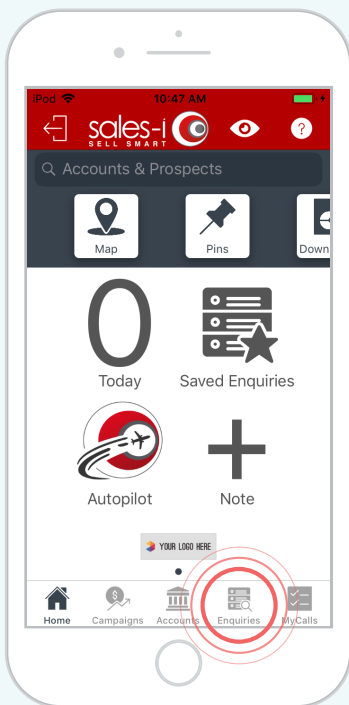 iPod 10:47 AM
sales-i
SELL SMART
?
Accounts & Prospects
Map Pins Down
0
Today Saved Enquiries
Autopilot Note
YOUR LOGO HERE
$
Home Campaigns Accounts Enquiries MyCalls